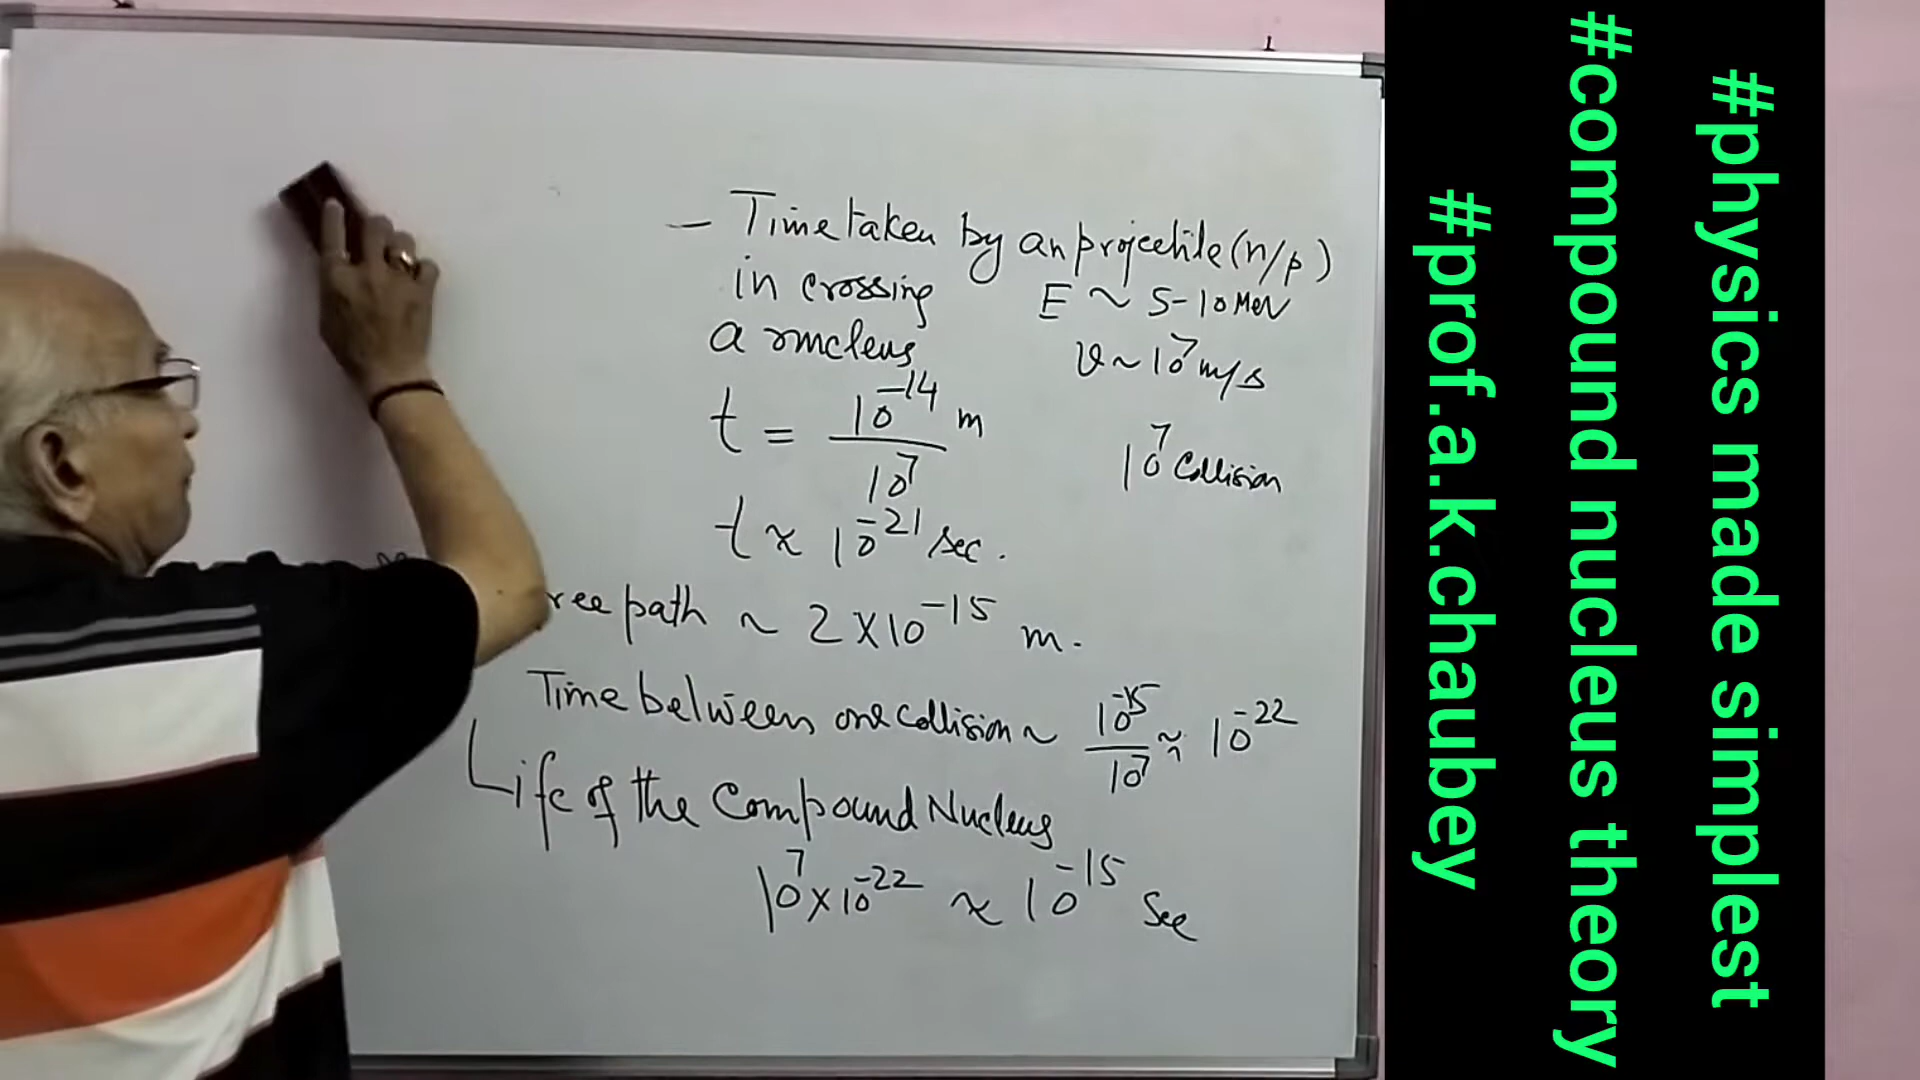 – Time taken by an projectile (n/p)
in crossing E ~ 5-10 MeV
a nucleus v ~ 10⁷ m/s
t = 10⁻¹⁴ m / 10⁷
10⁷ Collision
t ≈ 10⁻²¹ sec.
ree path ~ 2 × 10⁻¹⁵ m.
Time between one collision ~ 10⁻¹⁵ / 10⁷ ≈ 10⁻²²
Life of the Compound Nucleus
10⁷ × 10⁻²² ≈ 10⁻¹⁵ Sec
#physics made simplest
#compound nucleus theory
#prof.a.k.chaubey